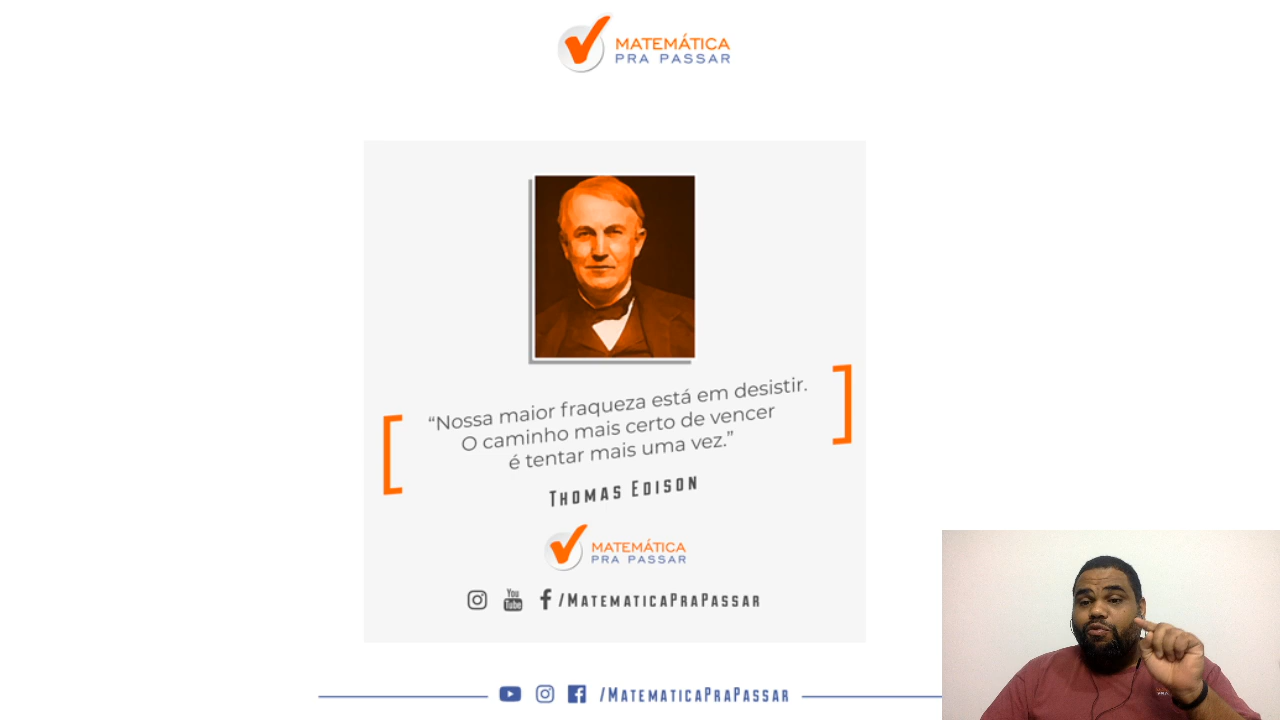 MATEMÁTICA
PRA PASSAR
“Nossa maior fraqueza está em desistir.
O caminho mais certo de vencer
é tentar mais uma vez.”
THOMAS EDISON
MATEMÁTICA
PRA PASSAR
You
Tube
/MATEMATICAPRAPASSAR
/MATEMATICAPRAPASSAR